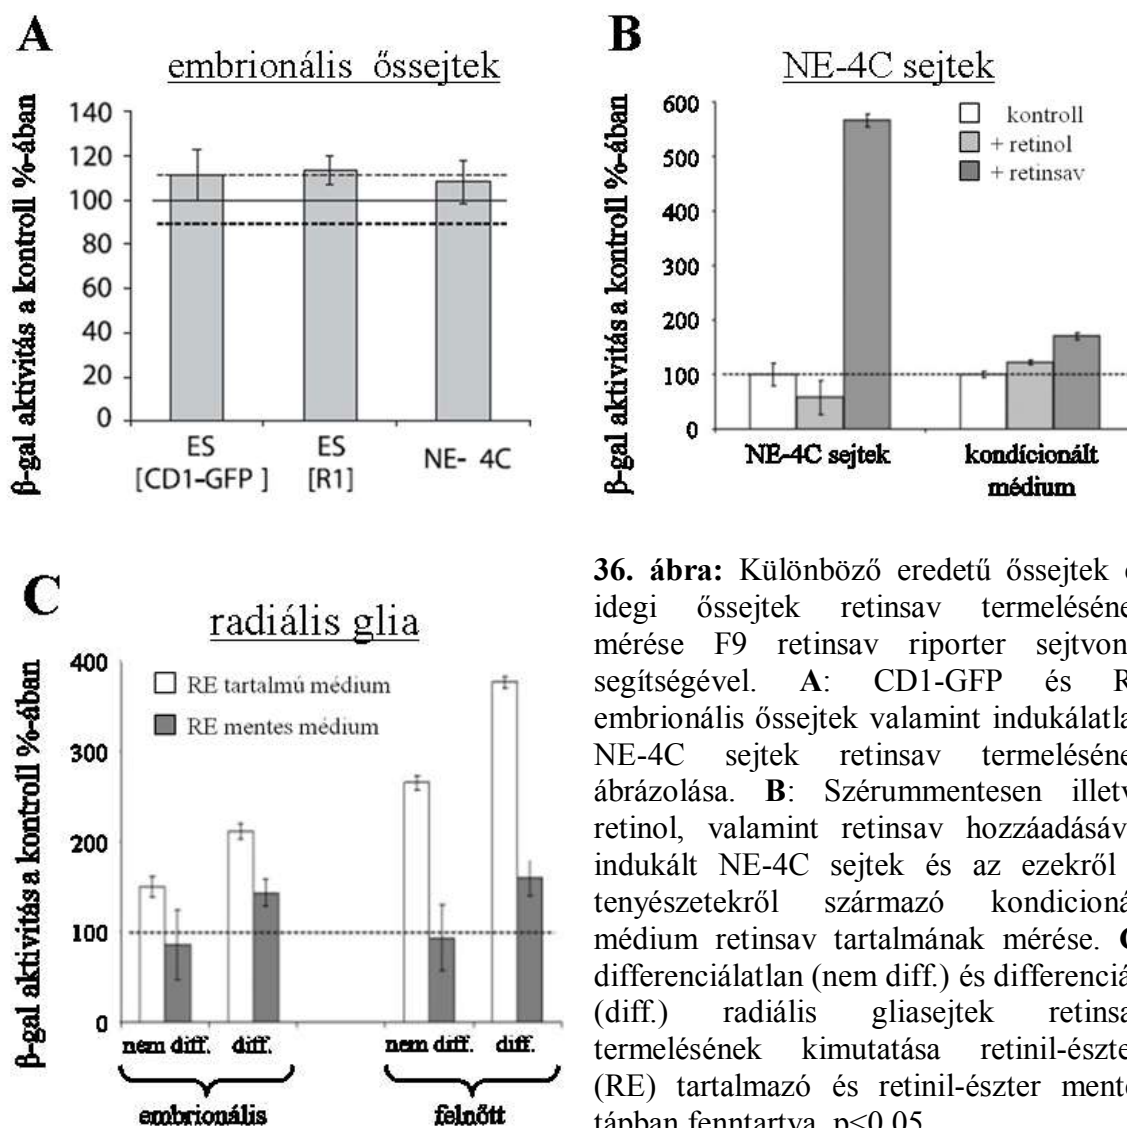 A
embrionális őssejtek
β-gal aktivitás a kontroll %-ában
140
120
100
80
60
40
20
0
ES
[CD1-GFP ]
ES
[R1]
NE- 4C
B
NE-4C sejtek
β-gal aktivitás a kontroll %-ában
600
500
400
300
200
100
0
kontroll
+ retinol
+ retinsav
NE-4C sejtek
kondícionált
médium
C
radiális glia
β-gal aktivitás a kontroll %-ában
400
300
200
100
0
RE tartalmú médium
RE mentes médium
nem diff.
diff.
nem diff.
diff.
embrionális
felnőtt
36. ábra: Különböző eredetű őssejtek
idegi őssejtek retinsav termeléséne
mérése F9 retinsav riporter sejtvon
segítségével. A: CD1-GFP és R
embrionális őssejtek valamint indukálatla
NE-4C sejtek retinsav termeléséne
ábrázolása. B: Szérummentesen illetv
retinol, valamint retinsav hozzáadásáv
indukált NE-4C sejtek és az ezekről
tenyészetekről származó kondicioná
médium retinsav tartalmának mérése.
differenciálatlan (nem diff.) és differenciá
(diff.) radiális gliasejtek retinsa
termelésének kimutatása retinil-észte
(RE) tartalmazó és retinil-észter mente
tápban fenntartva. p<0,05